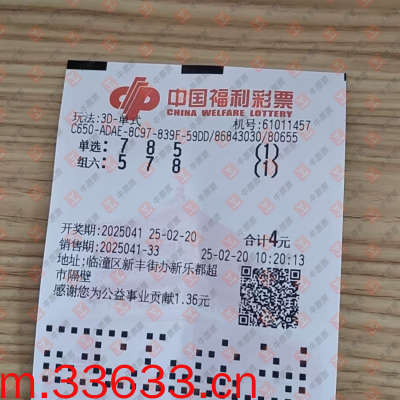 中国福利彩票
CHINA WELFARE LOTTERY
玩法:3D-单式 机号:61011457
C650-ADAE-8C97-839F-59DD/86843030/80655
单选: 7 8 5 (1)
组六: 5 7 8 (1)
开奖期:2025041 25-02-20 合计4元
销售期:2025041-33 25-02-20 10:20:13
地址:临潼区新丰街办新乐都超
市隔壁
感谢您为公益事业贡献1.36元
m.33633.cn